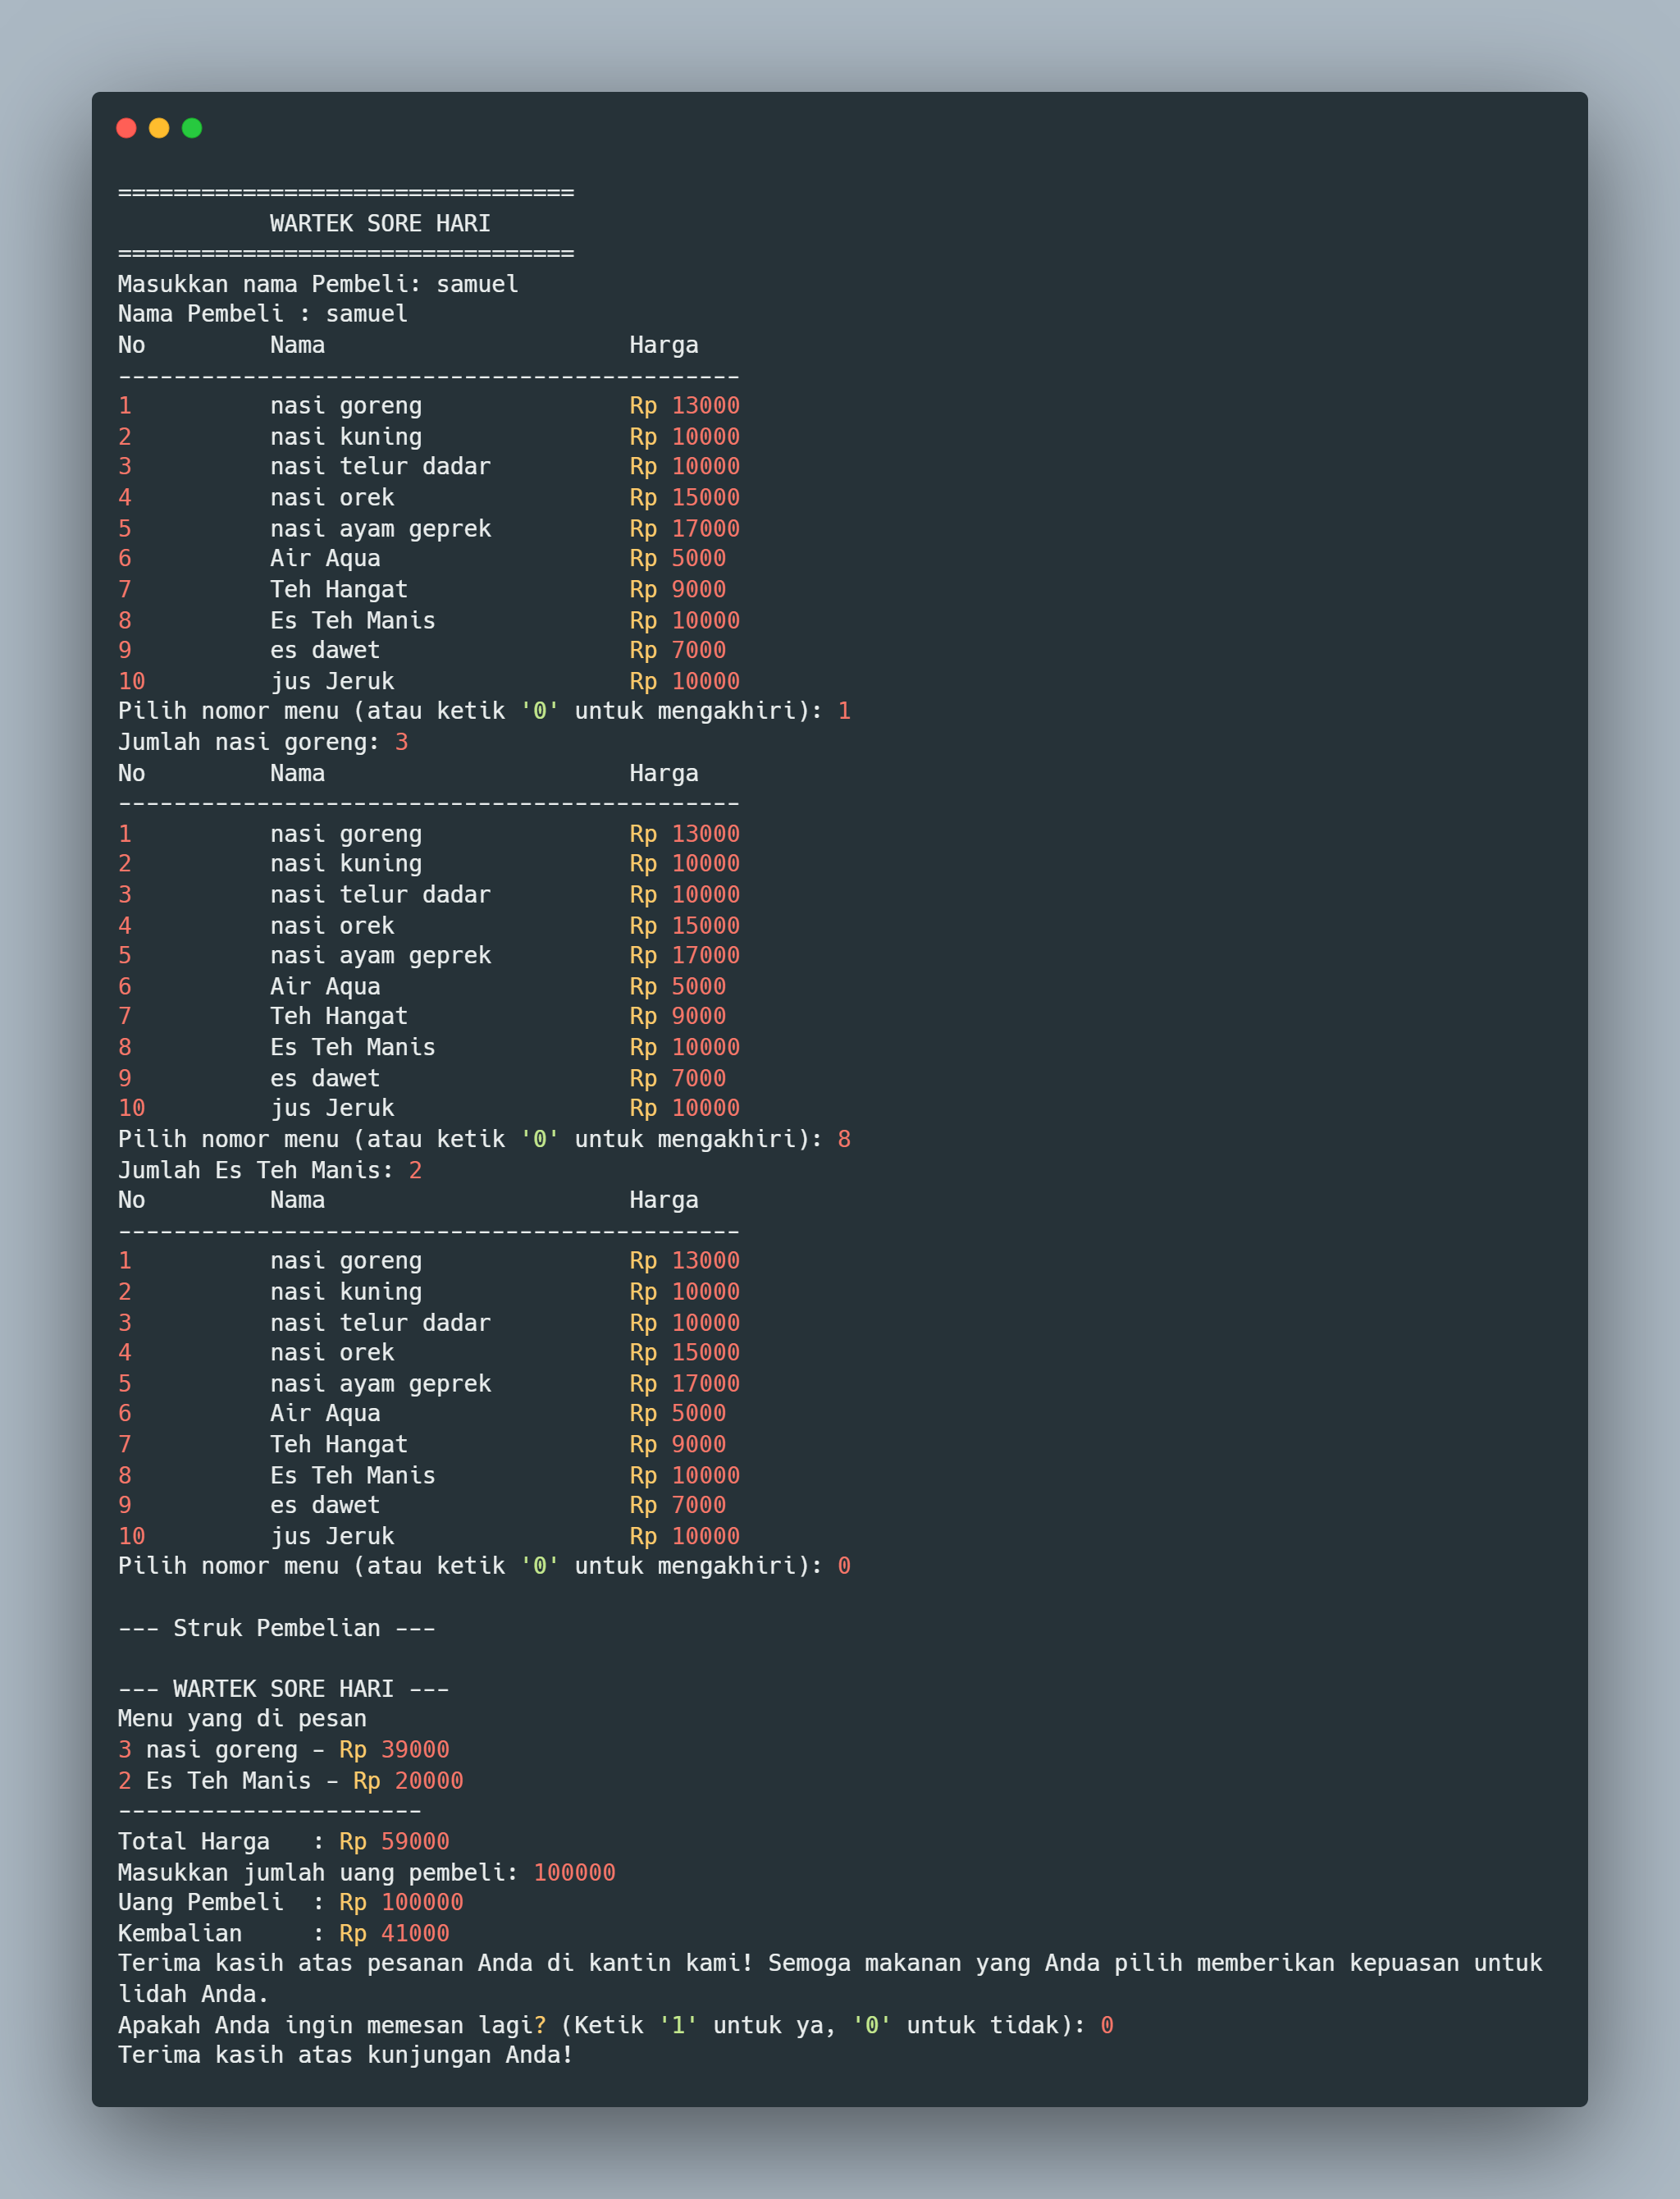 =================================
           WARTEK SORE HARI
=================================
Masukkan nama Pembeli: samuel
Nama Pembeli : samuel
No         Nama                      Harga
---------------------------------------------
1          nasi goreng               Rp 13000
2          nasi kuning               Rp 10000
3          nasi telur dadar          Rp 10000
4          nasi orek                 Rp 15000
5          nasi ayam geprek          Rp 17000
6          Air Aqua                  Rp 5000
7          Teh Hangat                Rp 9000
8          Es Teh Manis              Rp 10000
9          es dawet                  Rp 7000
10         jus Jeruk                 Rp 10000
Pilih nomor menu (atau ketik '0' untuk mengakhiri): 1
Jumlah nasi goreng: 3
No         Nama                      Harga
---------------------------------------------
1          nasi goreng               Rp 13000
2          nasi kuning               Rp 10000
3          nasi telur dadar          Rp 10000
4          nasi orek                 Rp 15000
5          nasi ayam geprek          Rp 17000
6          Air Aqua                  Rp 5000
7          Teh Hangat                Rp 9000
8          Es Teh Manis              Rp 10000
9          es dawet                  Rp 7000
10         jus Jeruk                 Rp 10000
Pilih nomor menu (atau ketik '0' untuk mengakhiri): 8
Jumlah Es Teh Manis: 2
No         Nama                      Harga
---------------------------------------------
1          nasi goreng               Rp 13000
2          nasi kuning               Rp 10000
3          nasi telur dadar          Rp 10000
4          nasi orek                 Rp 15000
5          nasi ayam geprek          Rp 17000
6          Air Aqua                  Rp 5000
7          Teh Hangat                Rp 9000
8          Es Teh Manis              Rp 10000
9          es dawet                  Rp 7000
10         jus Jeruk                 Rp 10000
Pilih nomor menu (atau ketik '0' untuk mengakhiri): 0

--- Struk Pembelian ---

--- WARTEK SORE HARI ---
Menu yang di pesan
3 nasi goreng - Rp 39000
2 Es Teh Manis - Rp 20000
----------------------
Total Harga   : Rp 59000
Masukkan jumlah uang pembeli: 100000
Uang Pembeli  : Rp 100000
Kembalian     : Rp 41000
Terima kasih atas pesanan Anda di kantin kami! Semoga makanan yang Anda pilih memberikan kepuasan untuk
lidah Anda.
Apakah Anda ingin memesan lagi? (Ketik '1' untuk ya, '0' untuk tidak): 0
Terima kasih atas kunjungan Anda!